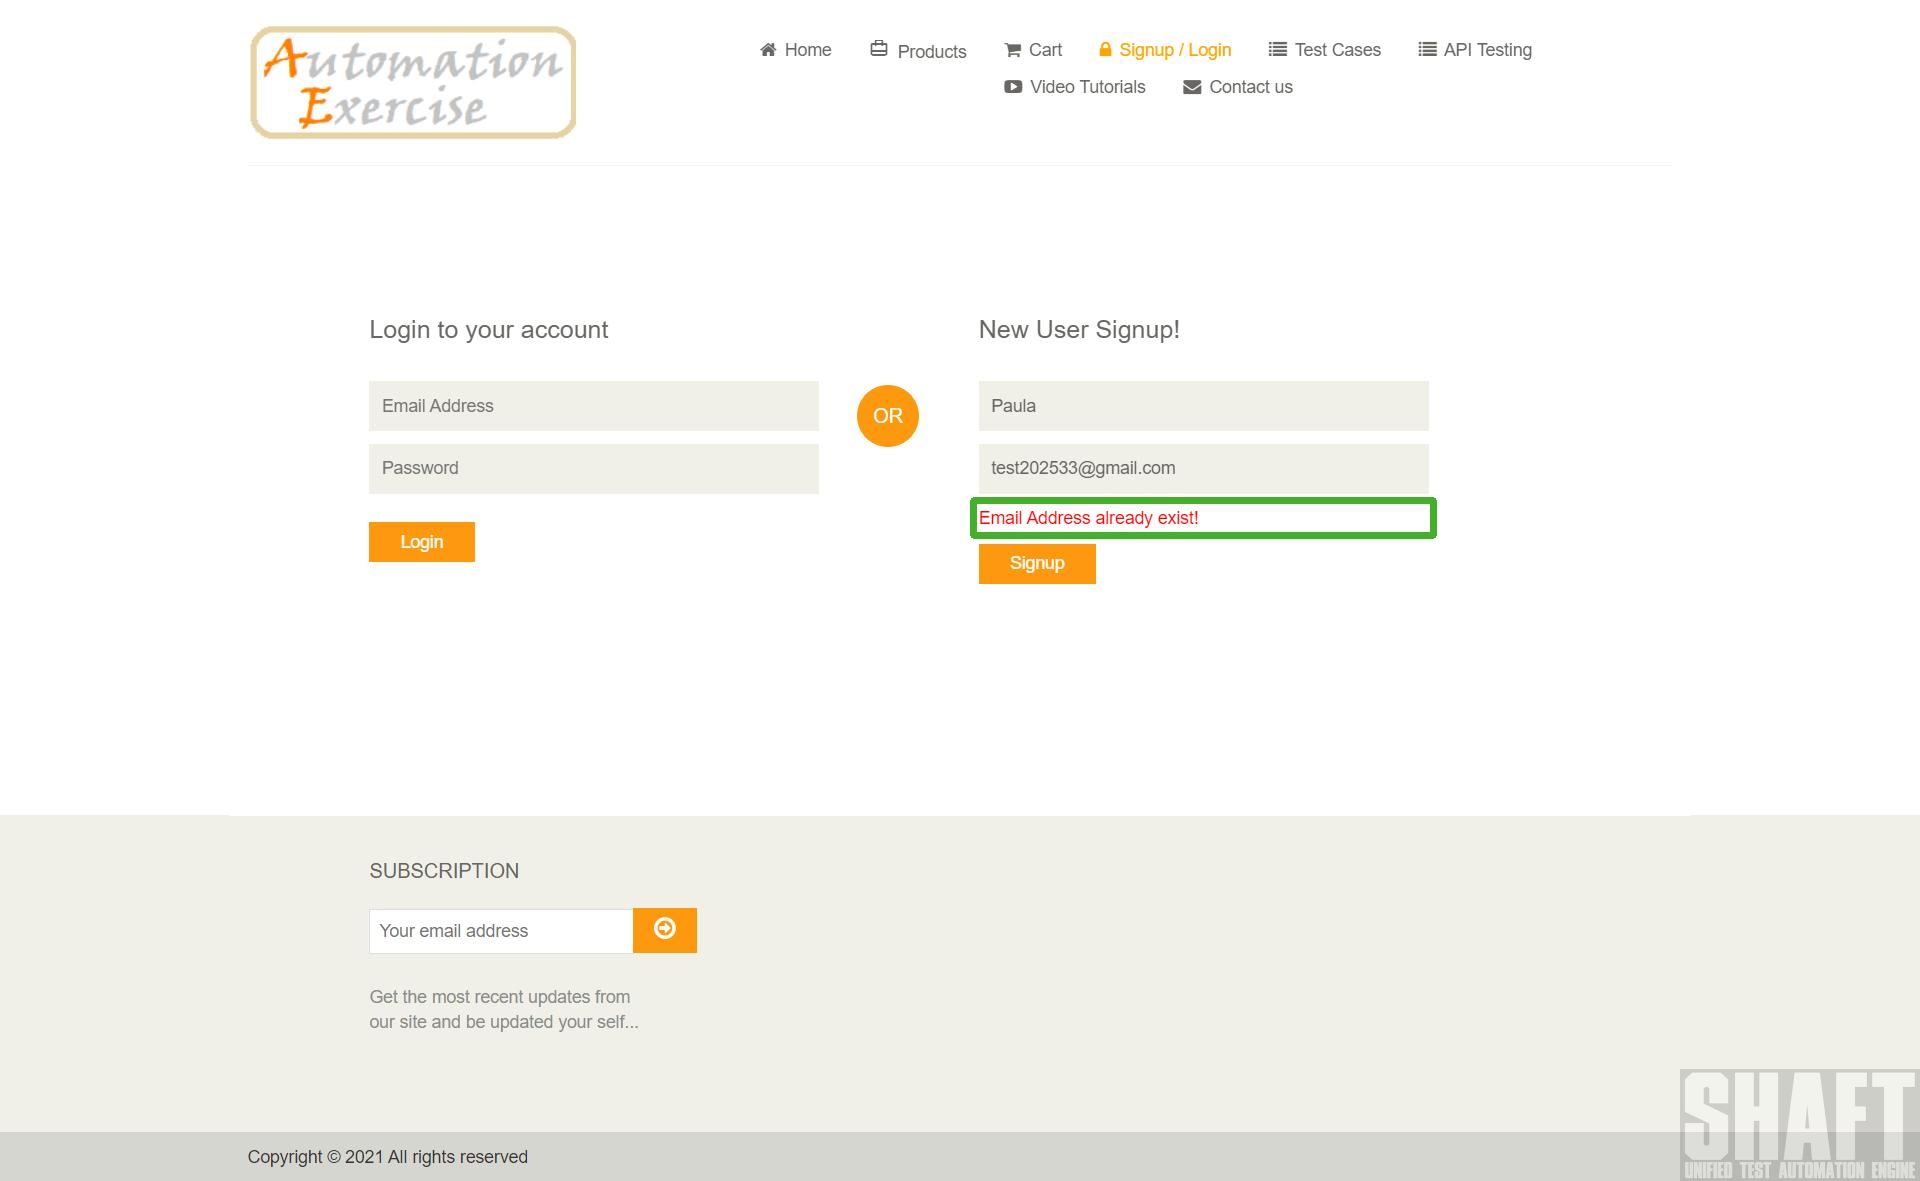 Automation
Exercise
Home
Products
Cart
Signup / Login
Test Cases
API Testing
Video Tutorials
Contact us
Login to your account
Email Address
Password
Login
OR
New User Signup!
Paula
test202533@gmail.com
Email Address already exist!
Signup
SUBSCRIPTION
Your email address
Get the most recent updates from
our site and be updated your self...
Copyright © 2021 All rights reserved
SHAFT
UNIFIED TEST AUTOMATION ENGINE